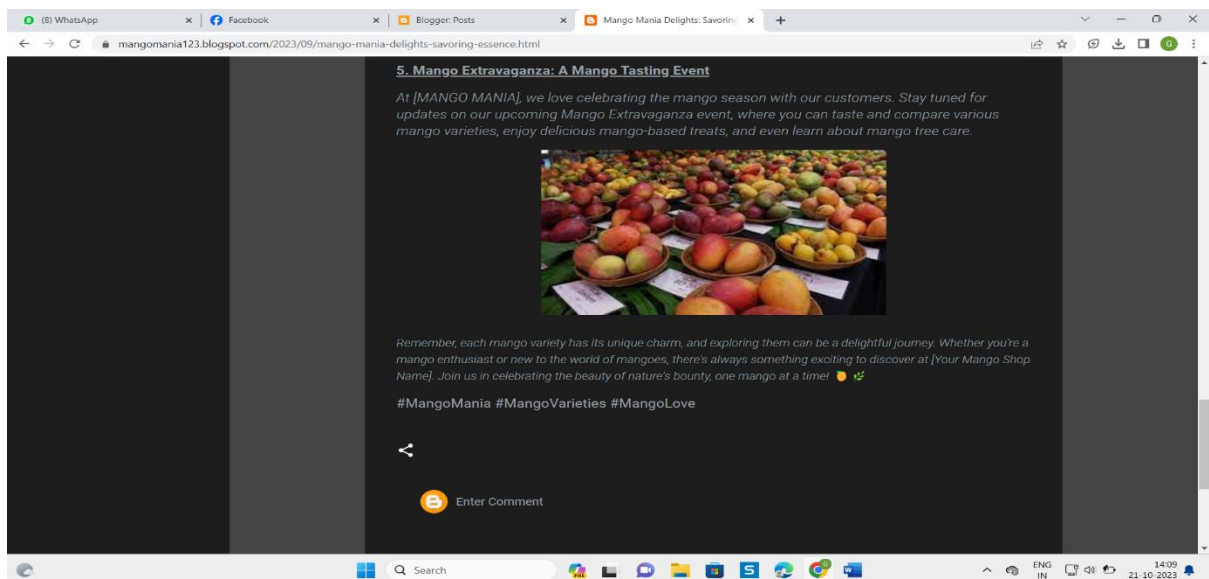 (8) WhatsApp
Facebook
Blogger: Posts
Mango Mania Delights: Savoring
mangomania123.blogspot.com/2023/09/mango-mania-delights-savoring-essence.html
G
5. Mango Extravaganza: A Mango Tasting Event
At [MANGO MANIA], we love celebrating the mango season with our customers. Stay tuned for
updates on our upcoming Mango Extravaganza event, where you can taste and compare various
mango varieties, enjoy delicious mango-based treats, and even learn about mango tree care.
Remember, each mango variety has its unique charm, and exploring them can be a delightful journey. Whether you're a
mango enthusiast or new to the world of mangoes, there's always something exciting to discover at [Your Mango Shop
Name]. Join us in celebrating the beauty of nature's bounty, one mango at a time! 🥭 🌿
#MangoMania #MangoVarieties #MangoLove
Enter Comment
Search
ENG
IN
14:09
21-10-2023